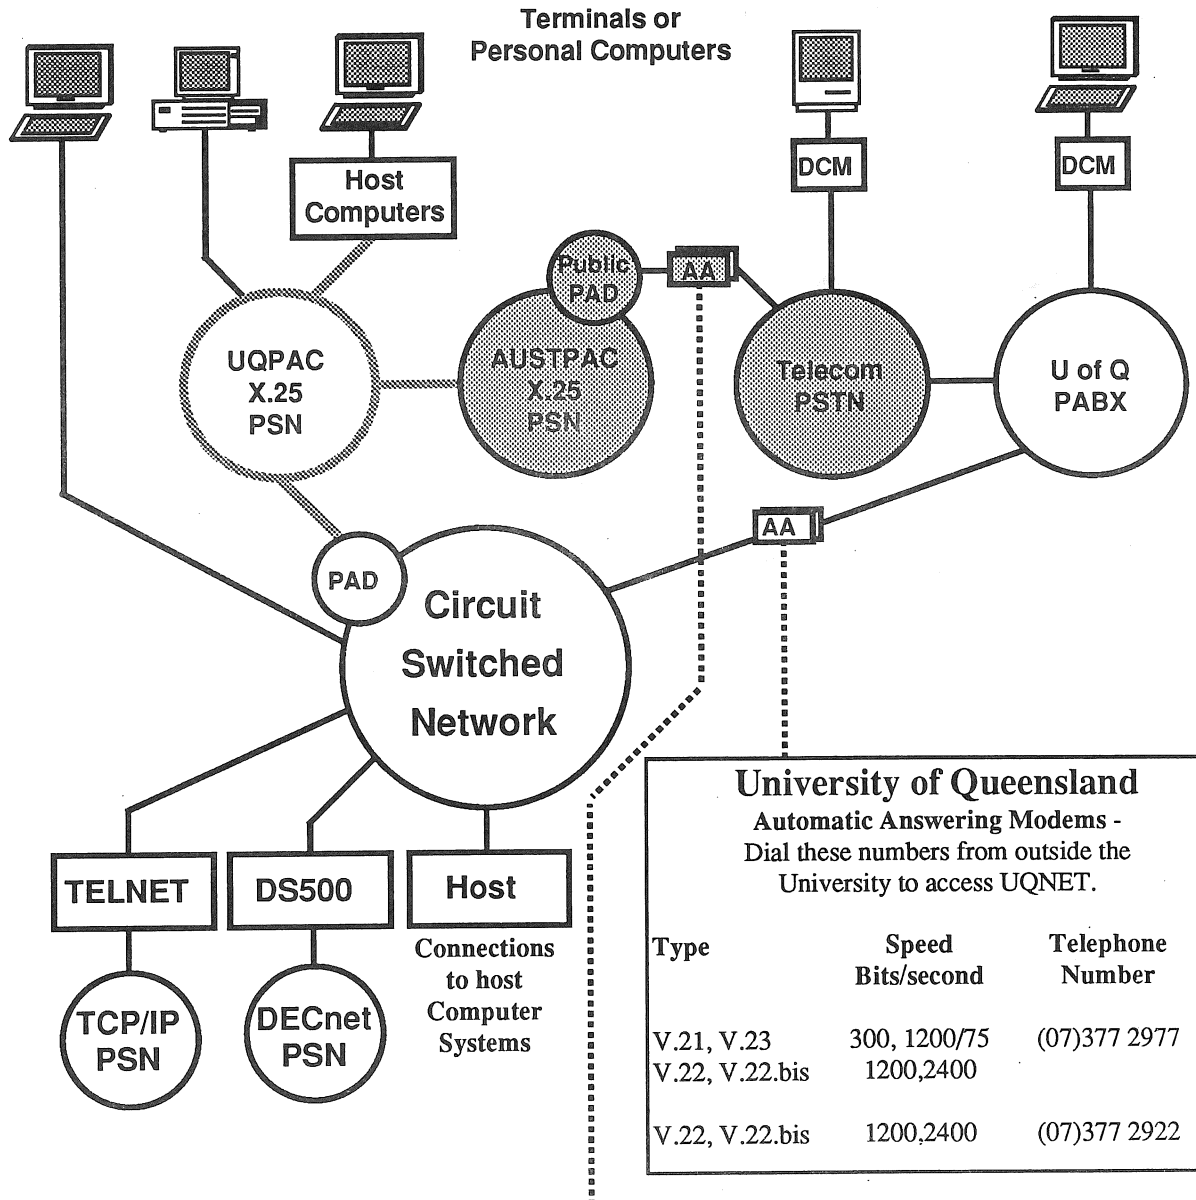 Terminals or
Personal Computers
DCM
DCM
Host
Computers
Public
PAD
AA
UQPAC
X.25
PSN
AUSTPAC
X.25
PSN
Telecom
PSTN
U of Q
PABX
AA
PAD
Circuit
Switched
Network
TELNET
DS500
Host
Connections
to host
Computer
Systems
TCP/IP
PSN
DECnet
PSN
University of Queensland
Automatic Answering Modems -
Dial these numbers from outside the
University to access UQNET.
Type Speed Telephone
Bits/second Number
V.21, V.23 300, 1200/75 (07)377 2977
V.22, V.22.bis 1200,2400
V.22, V.22.bis 1200,2400 (07)377 2922